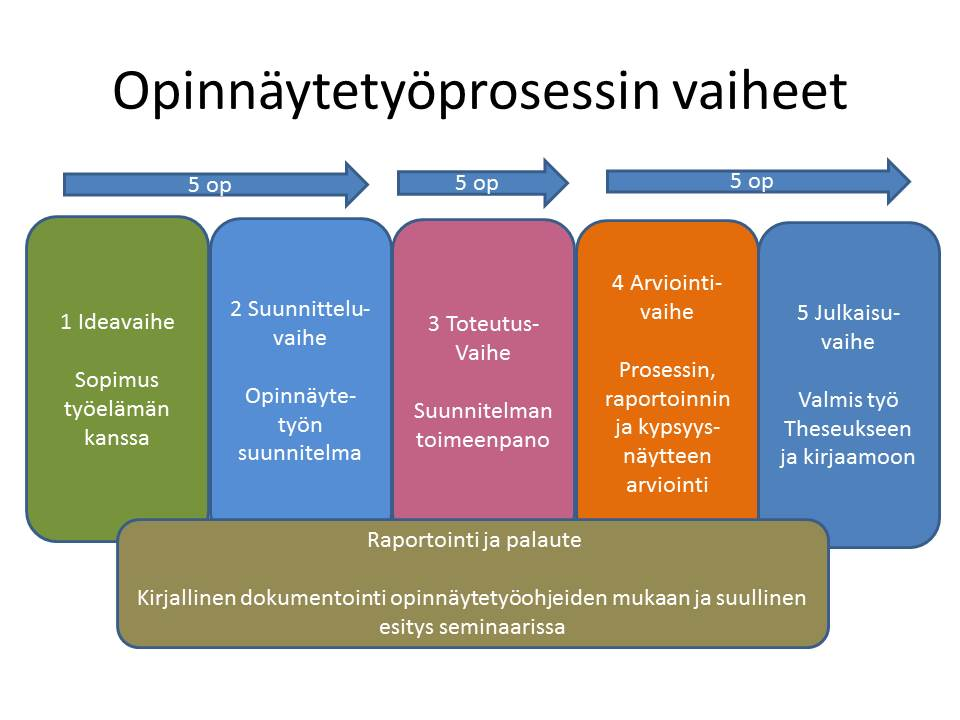 Opinnäytetyöprosessin vaiheet
5 op
5 op
5 op
1 Ideavaihe
Sopimus
työelämän
kanssa
2 Suunnittelu-
vaihe
Opinnäyte-
työn
suunnitelma
3 Toteutus-
Vaihe
Suunnitelman
toimeenpano
4 Arviointi-
vaihe
Prosessin,
raportoinnin
ja kypsyys-
näytteen
arviointi
5 Julkaisu-
vaihe
Valmis työ
Theseukseen
ja kirjaamoon
Raportointi ja palaute
Kirjallinen dokumentointi opinnäytetyöohjeiden mukaan ja suullinen
esitys seminaarissa